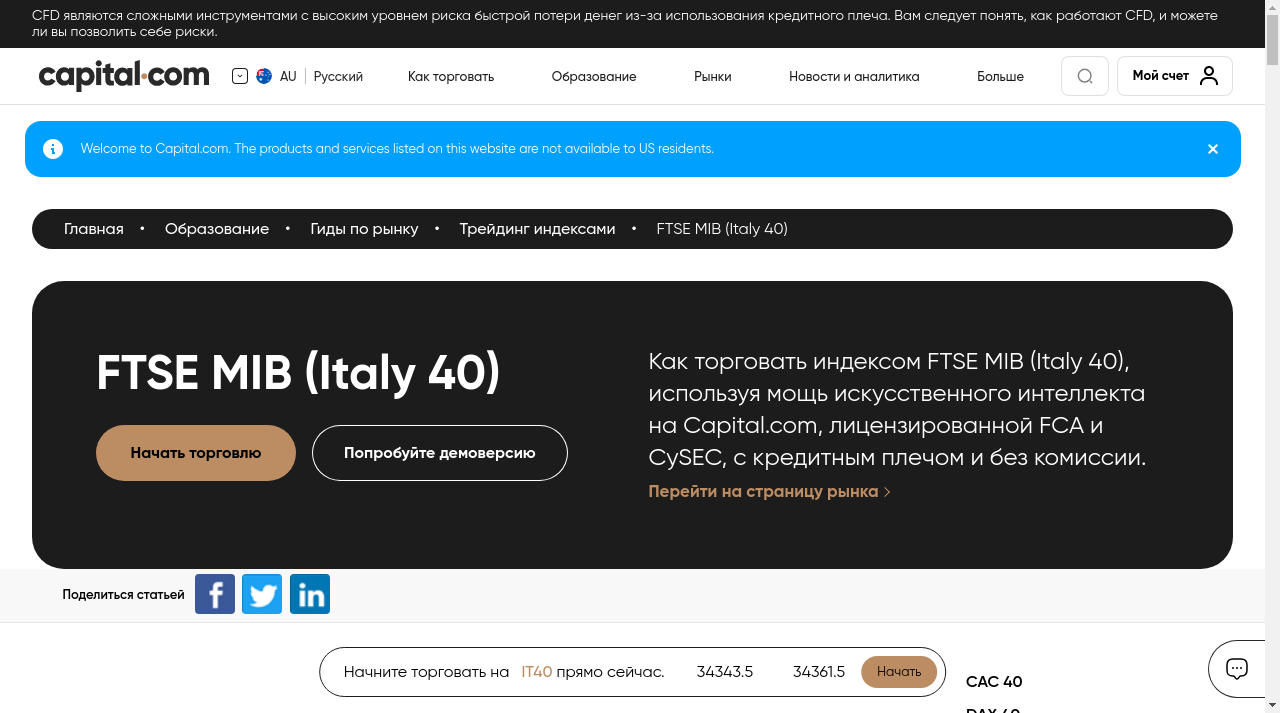 CFD являются сложными инструментами с высоким уровнем риска быстрой потери денег из-за использования кредитного плеча. Вам следует понять, как работают CFD, и можете
ли вы позволить себе риски.
capital.com
AU
Русский
Как торговать
Образование
Рынки
Новости и аналитика
Больше
Мой счет
Welcome to Capital.com. The products and services listed on this website are not available to US residents.
Главная • Образование • Гиды по рынку • Трейдинг индексами • FTSE MIB (Italy 40)
FTSE MIB (Italy 40)
Начать торговлю
Попробуйте демоверсию
Как торговать индексом FTSE MIB (Italy 40),
используя мощь искусственного интеллекта
на Capital.com, лицензированной FCA и
CySEC, с кредитным плечом и без комиссии.
Перейти на страницу рынка
Поделиться статьей
Начните торговать на IT40 прямо сейчас. 34343.5 34361.5 Начать
CAC 40
DAX 40